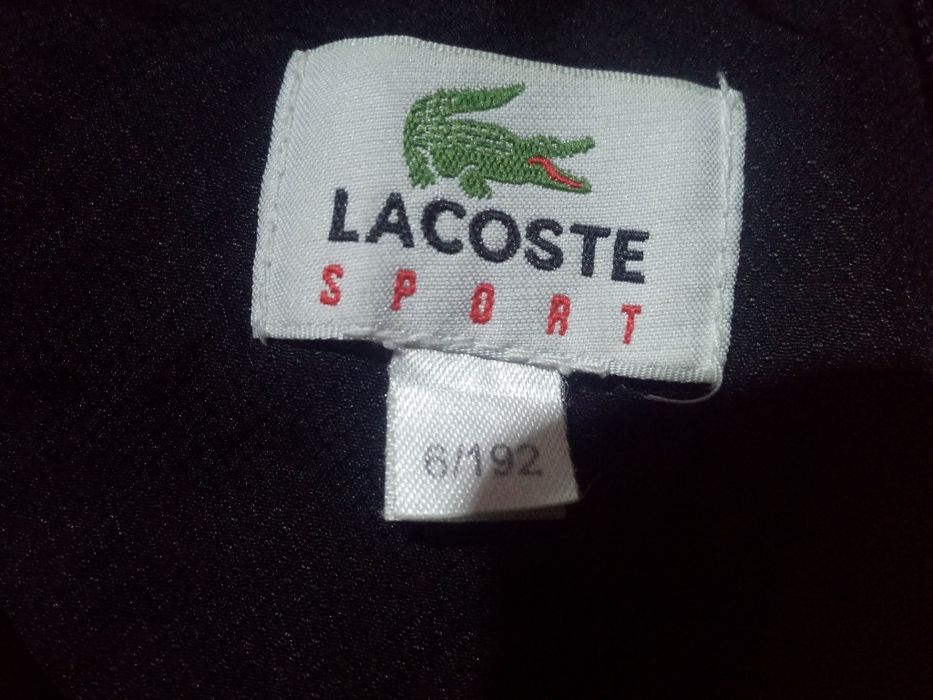 LACOSTE
SPORT
6/192